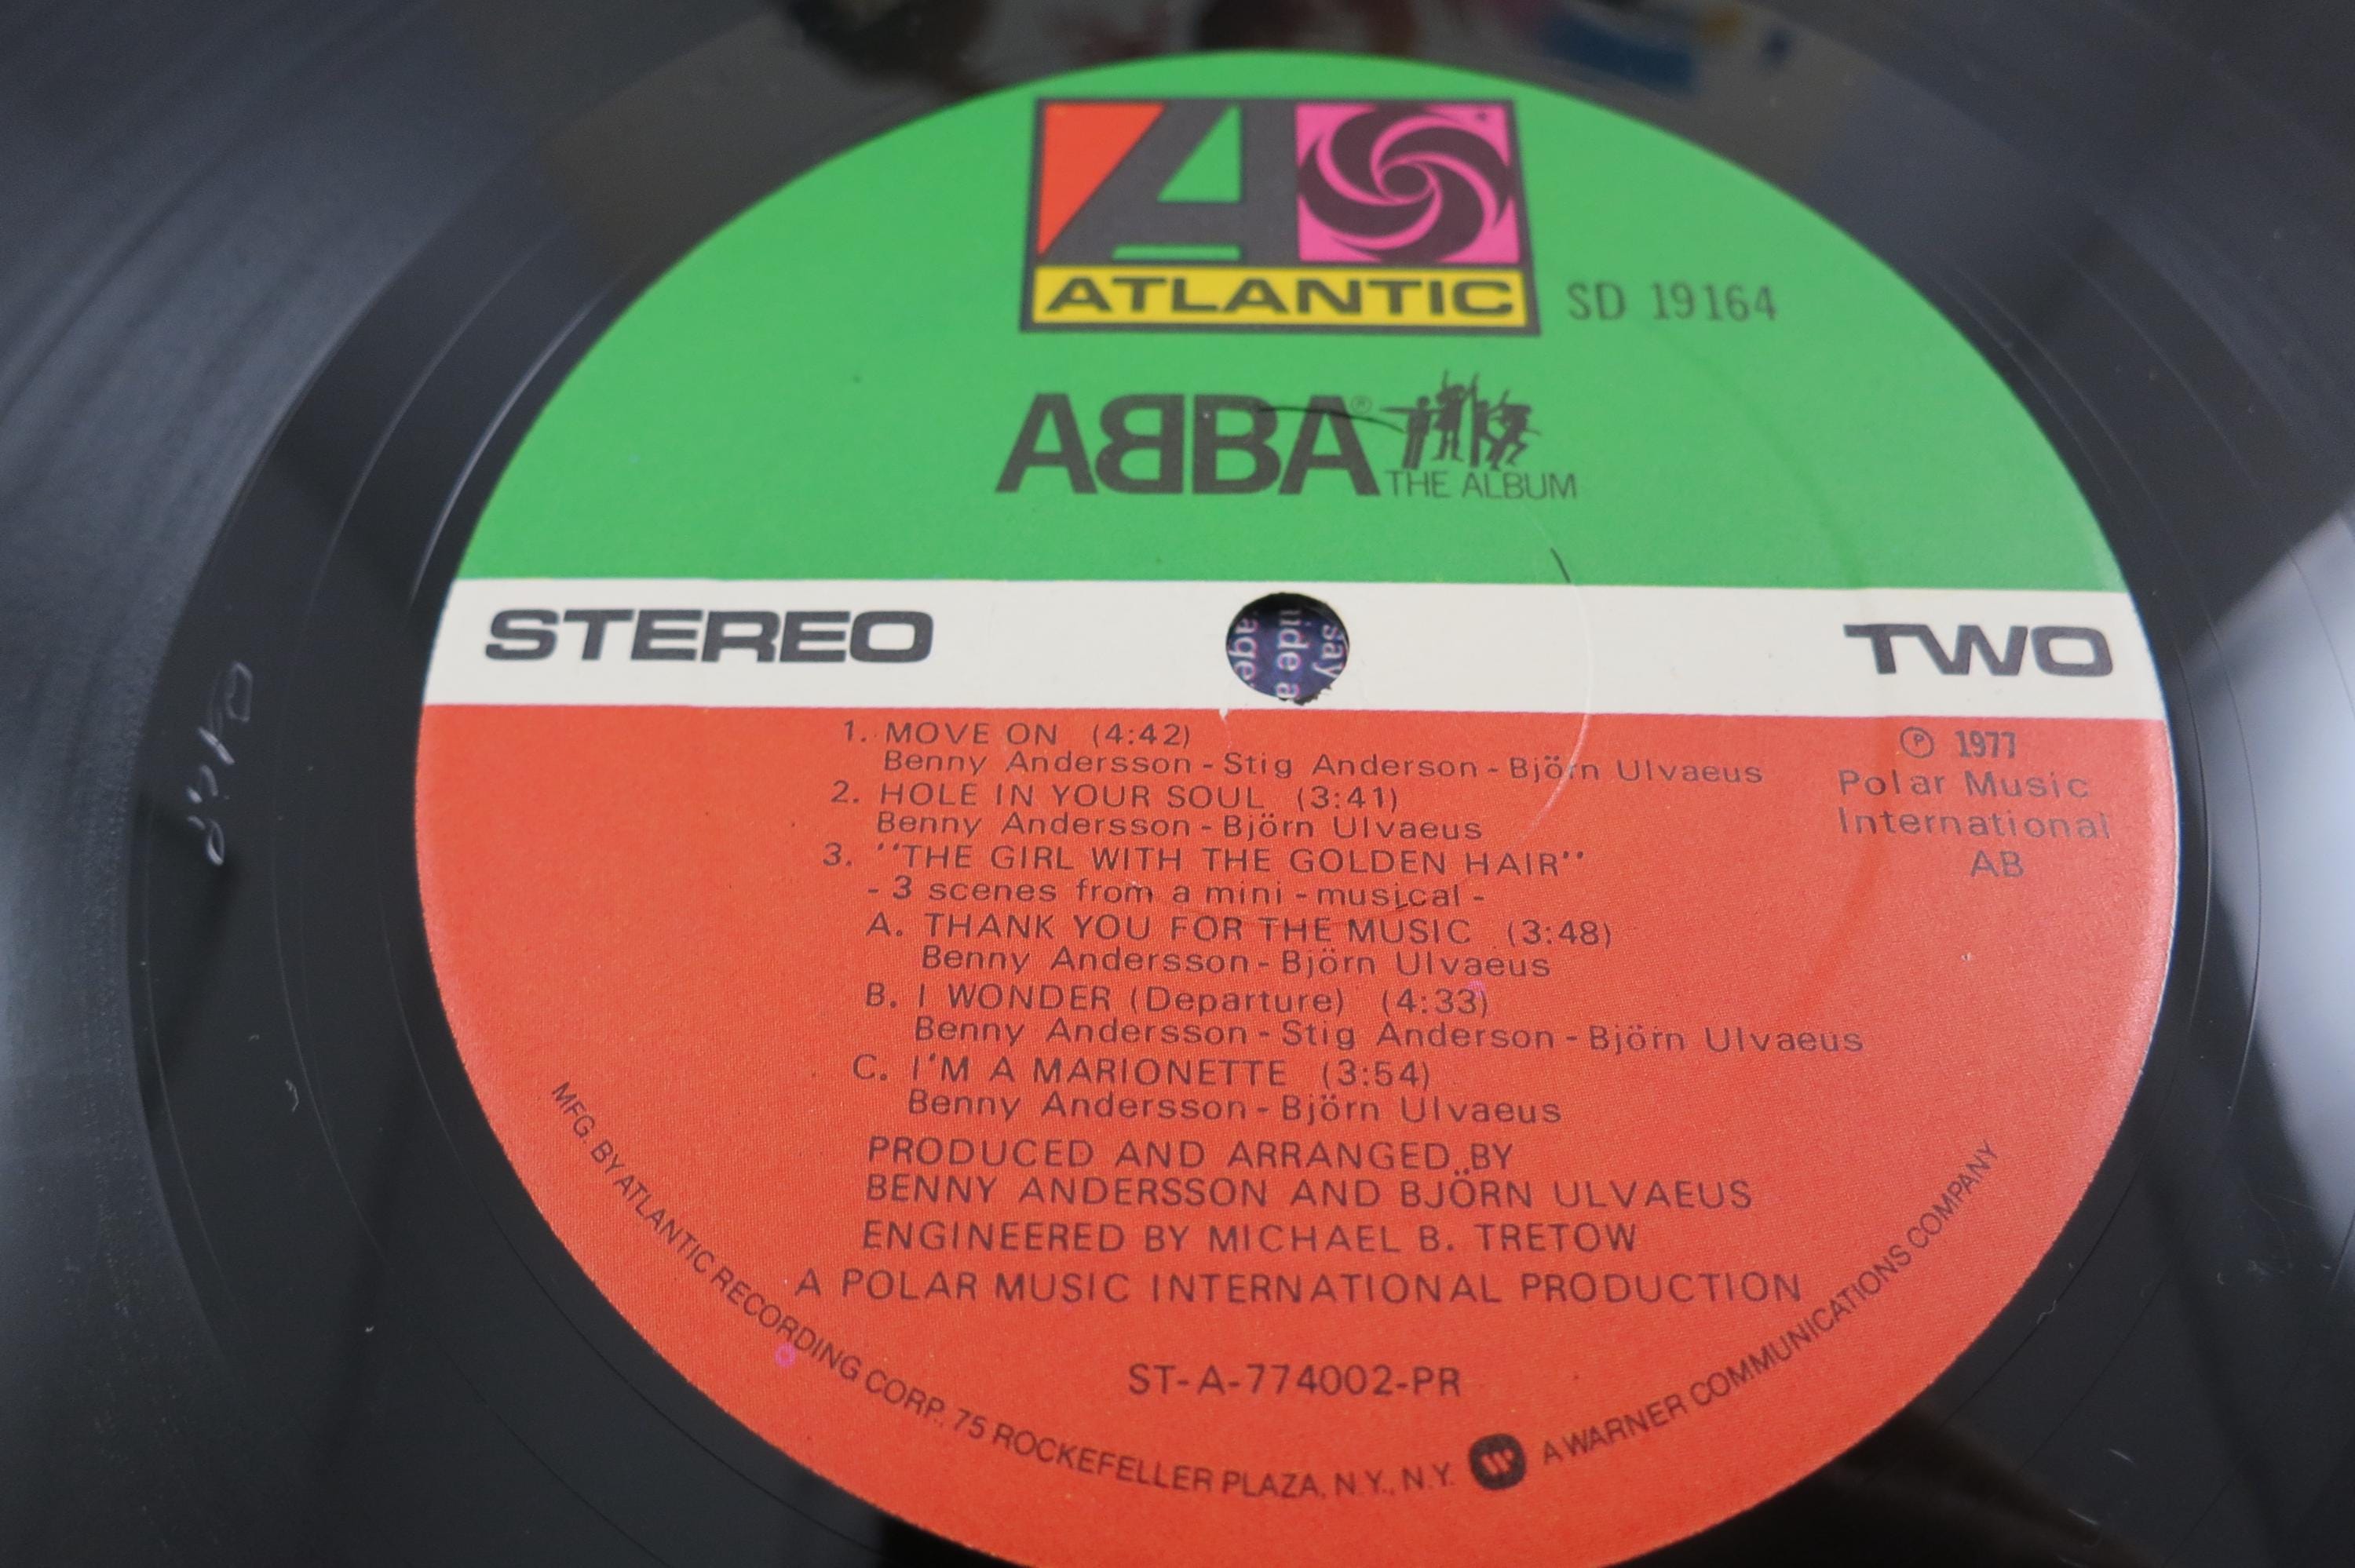 ATLANTIC
SD 19164
ABBA®
THE ALBUM
STEREO
TWO
1. MOVE ON (4:42)
Benny Andersson - Stig Anderson - Björn Ulvaeus
2. HOLE IN YOUR SOUL (3:41)
Benny Andersson - Björn Ulvaeus
3. "THE GIRL WITH THE GOLDEN HAIR"
- 3 scenes from a mini - musical -
A. THANK YOU FOR THE MUSIC (3:48)
Benny Andersson - Björn Ulvaeus
B. I WONDER (Departure) (4:33)
Benny Andersson - Stig Anderson - Björn Ulvaeus
C. I'M A MARIONETTE (3:54)
Benny Andersson - Björn Ulvaeus
℗ 1977
Polar Music
International
AB
PRODUCED AND ARRANGED BY
BENNY ANDERSSON AND BJÖRN ULVAEUS
ENGINEERED BY MICHAEL B. TRETOW
A POLAR MUSIC INTERNATIONAL PRODUCTION
ST-A-774002-PR
MFG. BY ATLANTIC RECORDING CORP. 75 ROCKEFELLER PLAZA, N.Y., N.Y. A WARNER COMMUNICATIONS COMPANY